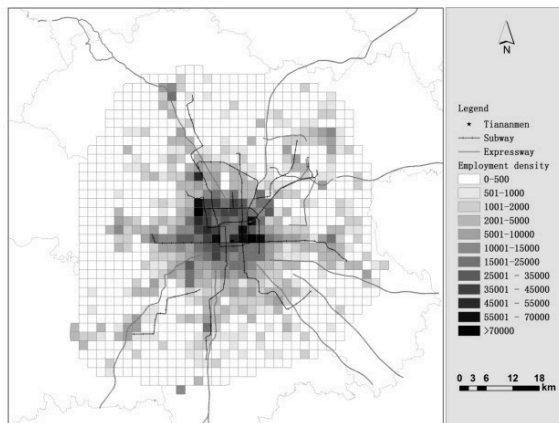 N
Legend
Tiananmen
Subway
Expressway
Employment density
0-500
501-1000
1001-2000
2001-5000
5001-10000
10001-15000
15001-25000
25001 - 35000
35001 - 45000
45001 - 55000
55001 - 70000
>70000
0 3 6 12 18
km